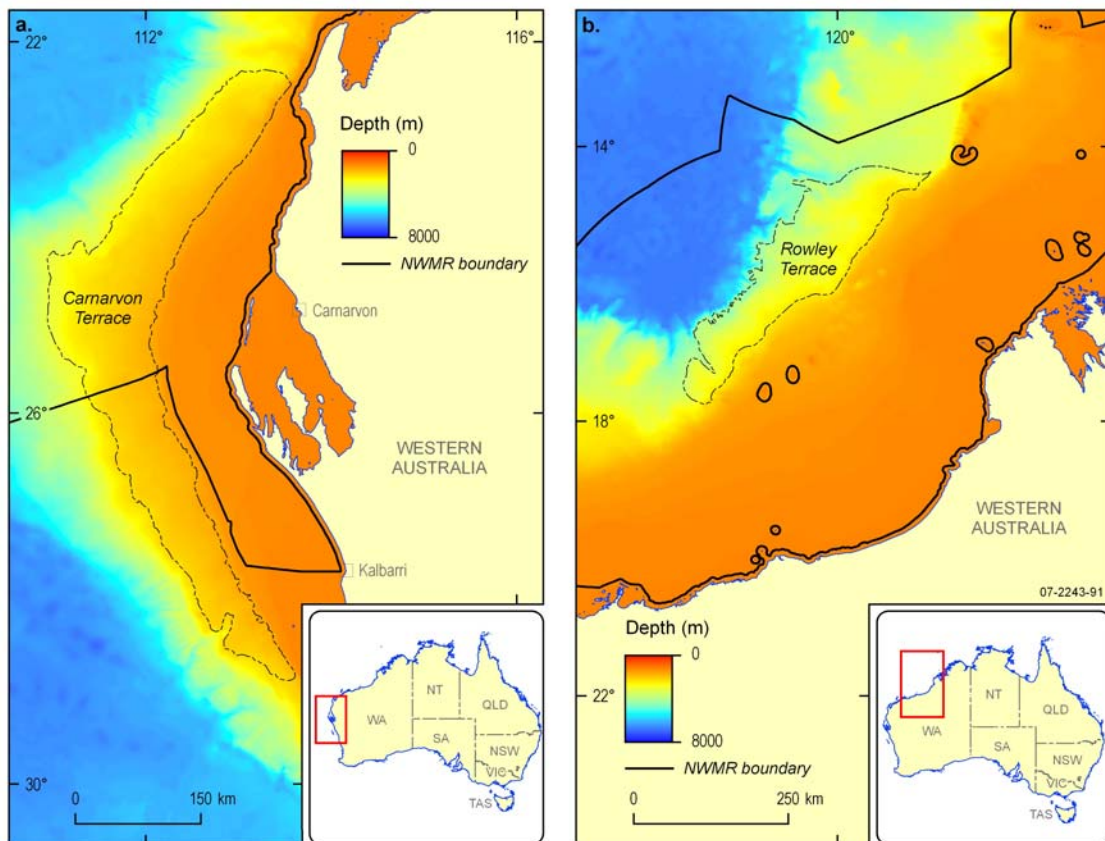 a.
112°
116°
22°
Depth (m)
0
8000
NWMR boundary
Carnarvon
Terrace
Carnarvon
26°
WESTERN
AUSTRALIA
Kalbarri
30°
0
150 km
NT
QLD
WA
SA
NSW
VIC
TAS
b.
120°
14°
Rowley
Terrace
18°
WESTERN
AUSTRALIA
07-2243-91
Depth (m)
0
22°
8000
NWMR boundary
0
250 km
NT
QLD
WA
SA
NSW
VIC
TAS